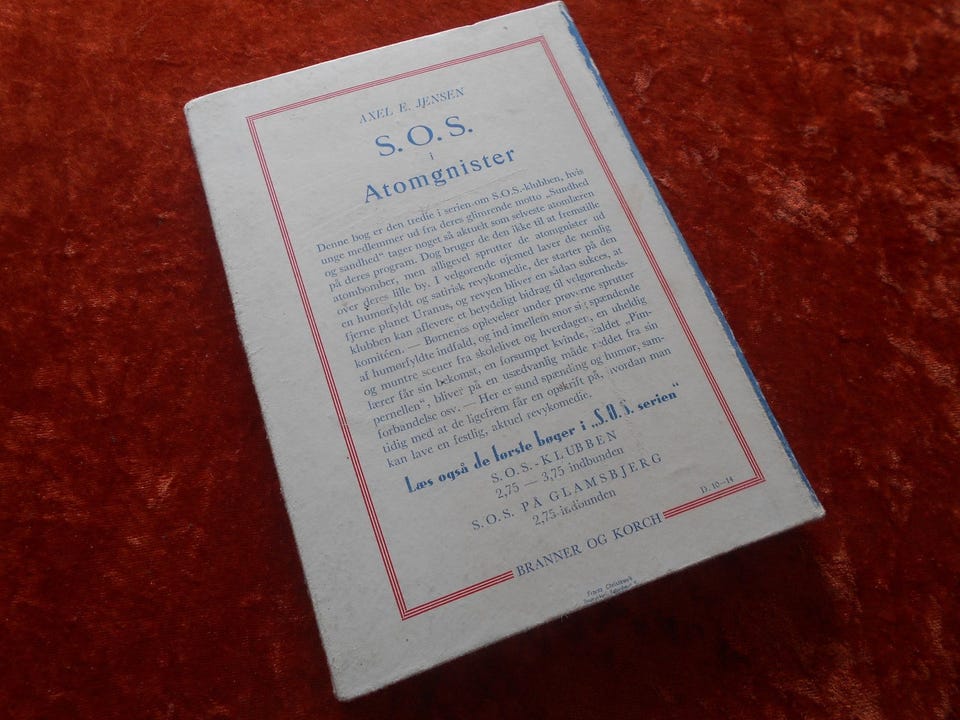 AXEL E. JENSEN
S.O.S.
i
Atomgnister
Denne bog er den tredie i serien om S.O.S.-klubben, hvis
unge medlemmer ud fra deres glimrende motto „Sundhed
og sandhed" tager noget så aktuelt som selveste atomlæren
på deres program. Dog bruger de den ikke til at fremstille
atombomber, men alligevel sprutter de atomgnister ud
over deres lille by. I velgørende øjemed laver de nemlig
en humørfyldt og satirisk revykomedie, der starter på den
fjerne planet Uranus, og revyen bliver en sådan sukces, at
klubben kan aflevere et betydeligt bidrag til velgørenheds-
komitéen. — Børnenes oplevelser under prøverne sprutter
af humørfyldte indfald, og ind imellem snor sig spændende
og muntre scener fra skolelivet og hverdagen, en uheldig
lærer får sin bekomst, en forsumpet kvinde, kaldet „Pim-
pernellen", bliver på en usædvanlig måde reddet fra sin
forbandelse osv. — Her er sund spænding og humør, sam-
tidig med at de ligefrem får en opskrift på, hvordan man
kan lave en festlig, aktuel revykomedie.
Læs også de første bøger i „S.O.S. serien"
S.O.S.-KLUBBEN
2,75 — 3,75 indbunden
S.O.S. PÅ GLAMSBJERG
2,75 indbunden
D. 10—14
BRANNER OG KORCH